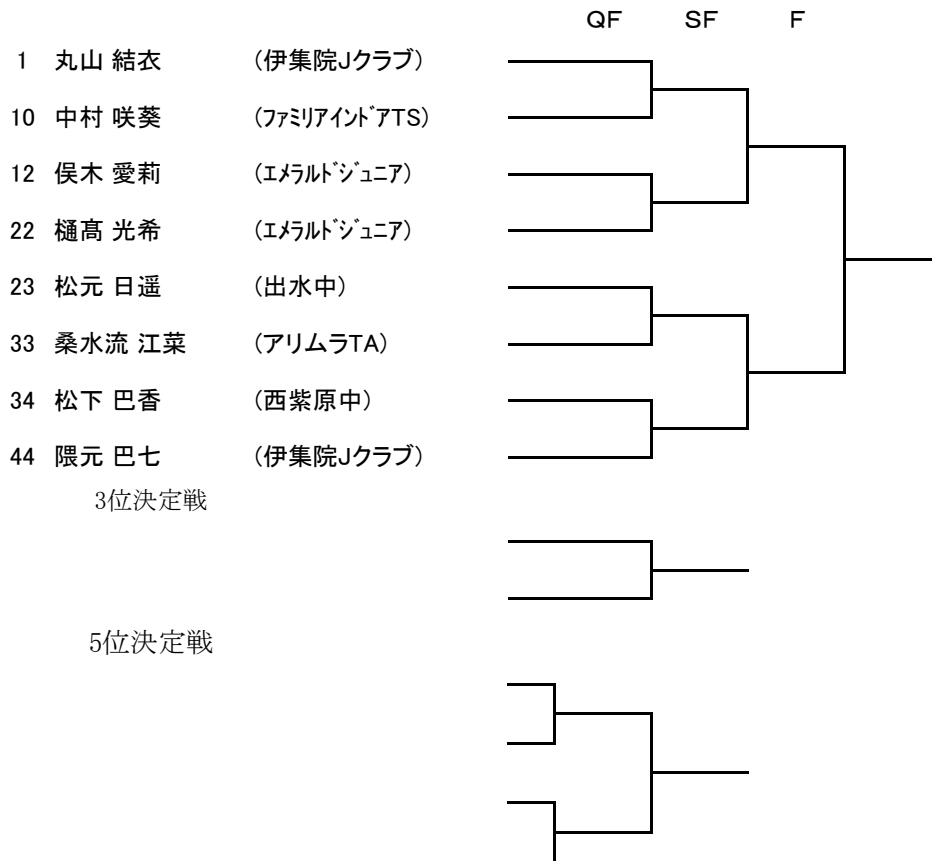 QF SF F
1 丸山 結衣 (伊集院Jクラブ)
10 中村 咲葵 (ファミリアインドアTS)
12 俣木 愛莉 (エメラルドジュニア)
22 樋髙 光希 (エメラルドジュニア)
23 松元 日遥 (出水中)
33 桑水流 江菜 (アリムラTA)
34 松下 巴香 (西紫原中)
44 隈元 巴七 (伊集院Jクラブ)
3位決定戦
5位決定戦